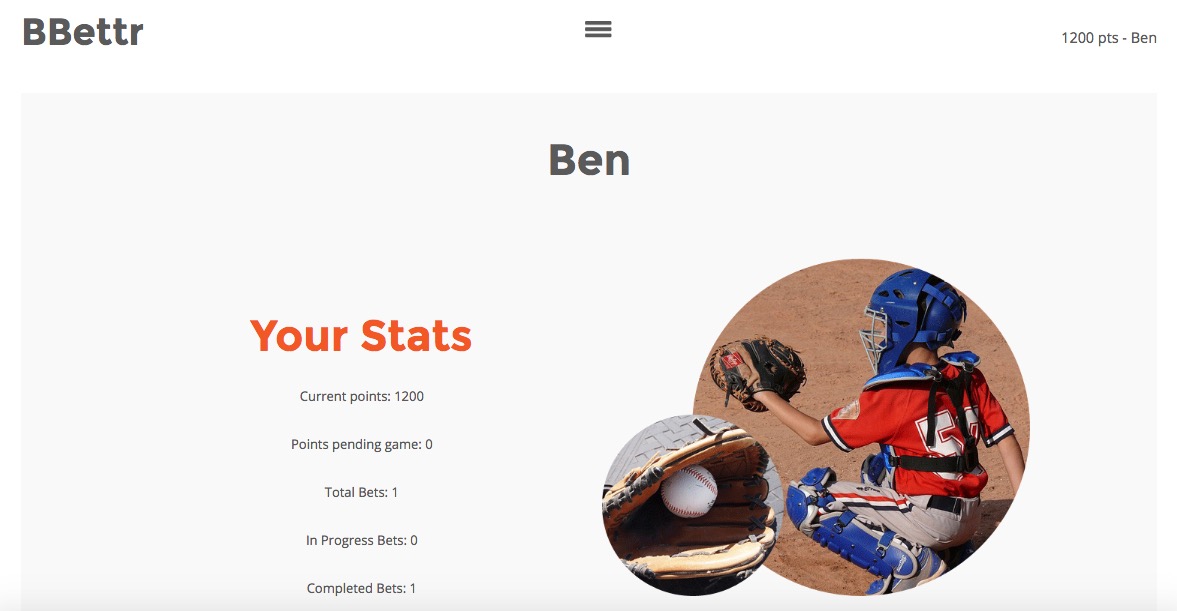 BBettr
1200 pts - Ben
Ben
Your Stats
Current points: 1200
Points pending game: 0
Total Bets: 1
In Progress Bets: 0
Completed Bets: 1